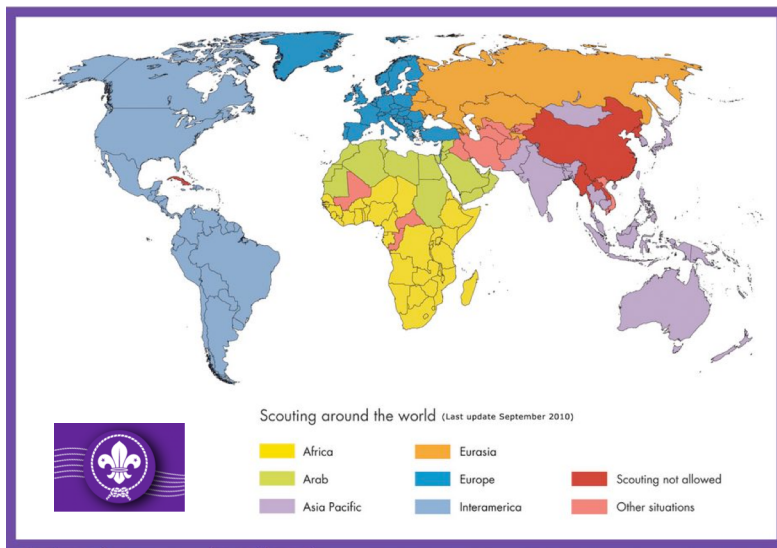 Scouting around the world (Last update September 2010)
Africa
Arab
Asia Pacific
Eurasia
Europe
Interamerica
Scouting not allowed
Other situations